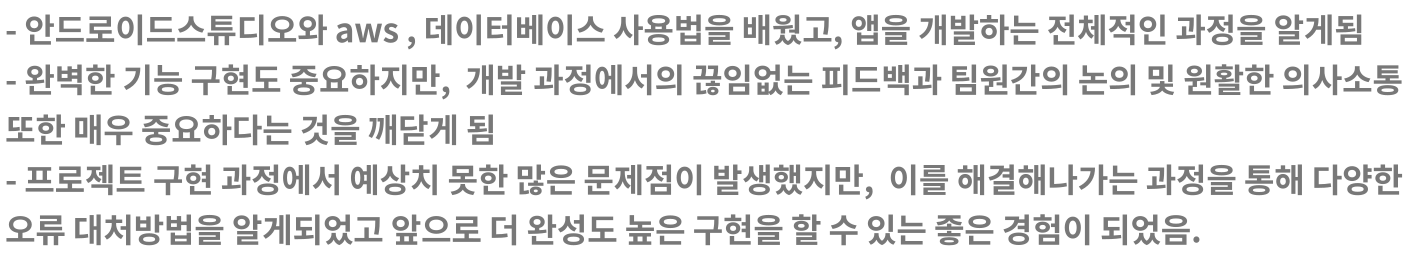 - 안드로이드스튜디오와 aws , 데이터베이스 사용법을 배웠고, 앱을 개발하는 전체적인 과정을 알게됨
- 완벽한 기능 구현도 중요하지만,  개발 과정에서의 끊임없는 피드백과 팀원간의 논의 및 원활한 의사소통
또한 매우 중요하다는 것을 깨닫게 됨
- 프로젝트 구현 과정에서 예상치 못한 많은 문제점이 발생했지만,  이를 해결해나가는 과정을 통해 다양한
오류 대처방법을 알게되었고 앞으로 더 완성도 높은 구현을 할 수 있는 좋은 경험이 되었음.